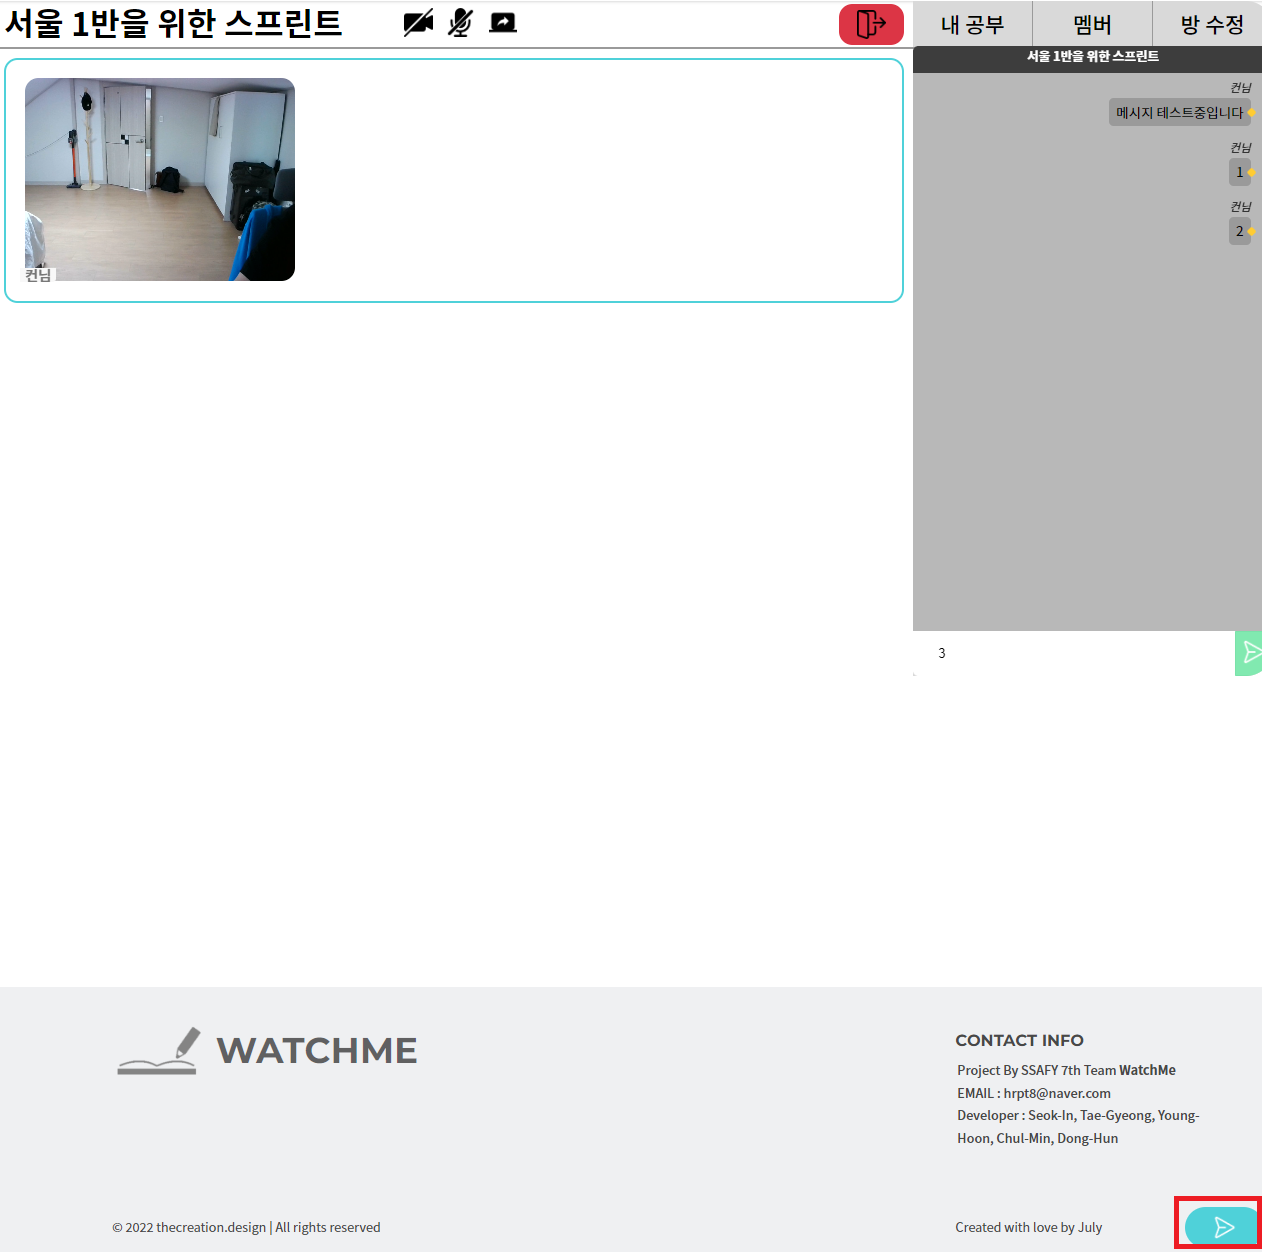 서울 1반을 위한 스프린트
내 공부
멤버
방 수정
서울 1반을 위한 스프린트
컨님
메시지 테스트중입니다
컨님
1
컨님
2
컨님
3
WATCHME
CONTACT INFO
Project By SSAFY 7th Team WatchMe
EMAIL : hrpt8@naver.com
Developer : Seok-In, Tae-Gyeong, Young-
Hoon, Chul-Min, Dong-Hun
© 2022 thecreation.design | All rights reserved
Created with love by July